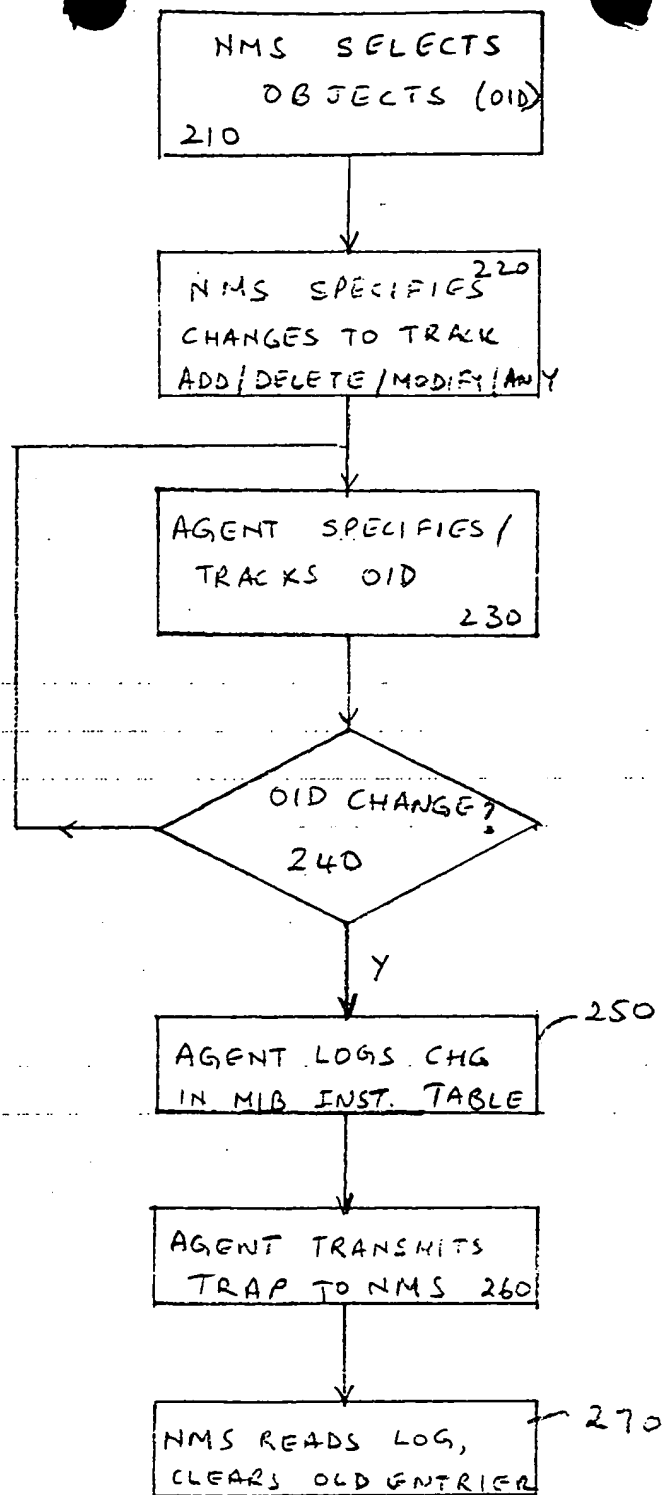 NMS SELECTS
OBJECTS (OID)
210
220
NMS SPECIFIES
CHANGES TO TRACK
ADD/DELETE/MODIFY/ANY
AGENT SPECIFIES/
TRACKS OID
230
OID CHANGE?
240
Y
250
AGENT LOGS CHG
IN MIB INST. TABLE
AGENT TRANSMITS
TRAP TO NMS 260
270
NMS READS LOG,
CLEARS OLD ENTRIER